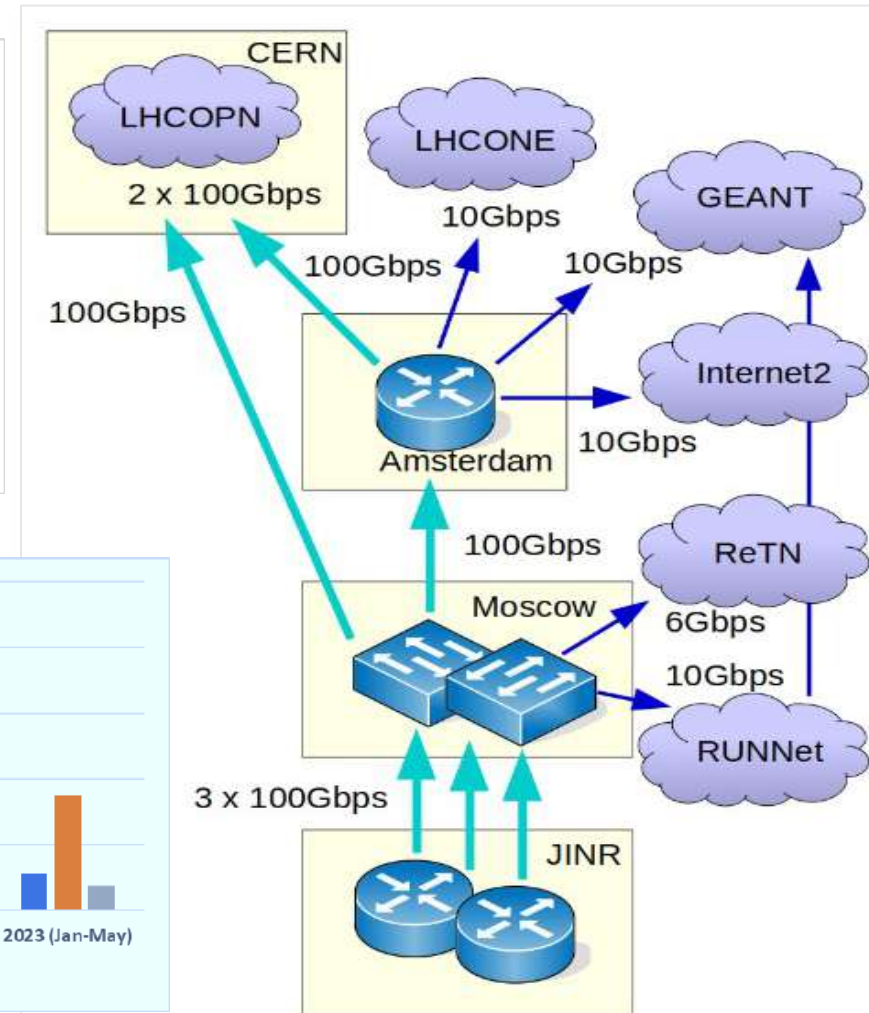 CERN
LHCOPN
LHCONE
2 x 100Gbps
GEANT
10Gbps
100Gbps
10Gbps
100Gbps
Internet2
10Gbps
Amsterdam
100Gbps
ReTN
Moscow
6Gbps
10Gbps
RUNNet
3 x 100Gbps
JINR
2023 (Jan-May)